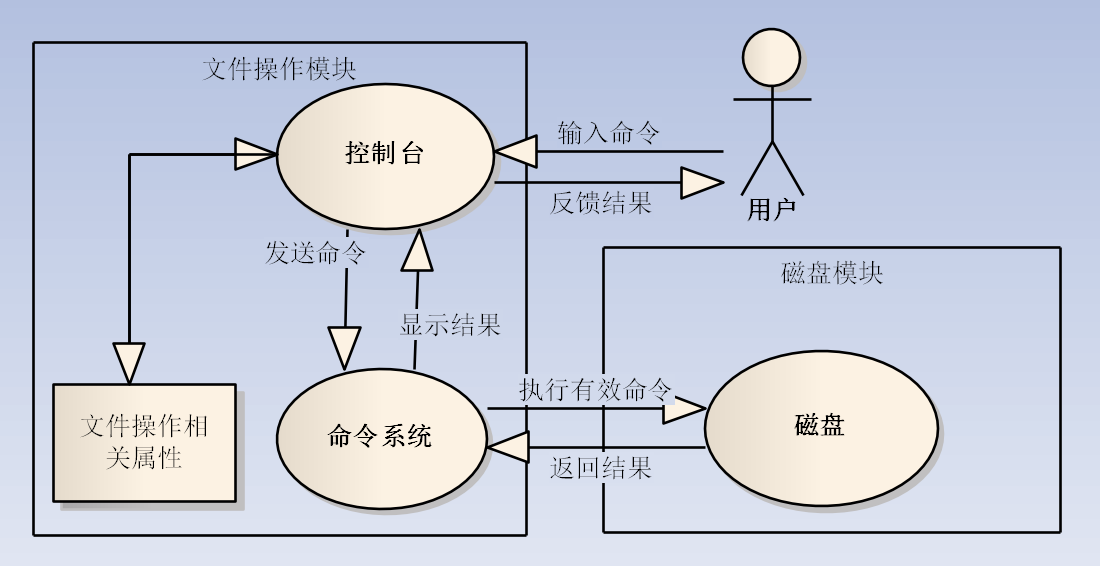 文件操作模块
控制台
输入命令
反馈结果
用户
发送命令
显示结果
磁盘模块
文件操作相
关属性
命令系统
执行有效命令
返回结果
磁盘